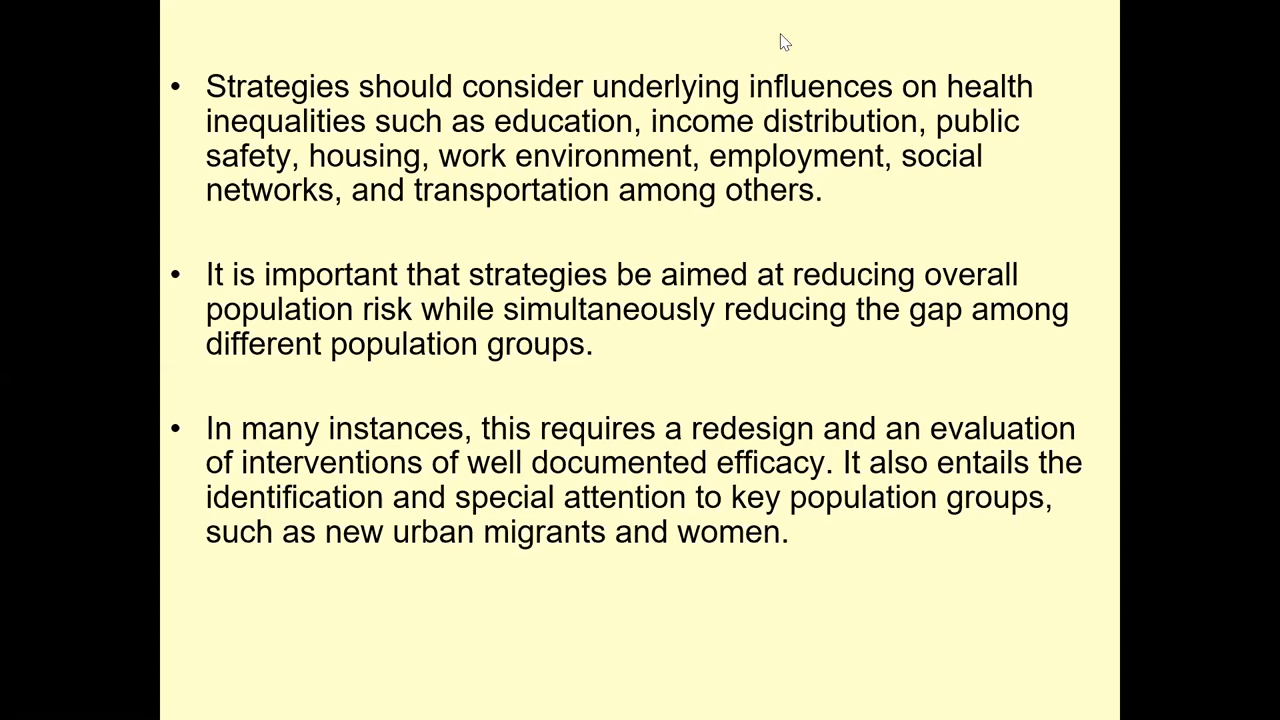 • Strategies should consider underlying influences on health
inequalities such as education, income distribution, public
safety, housing, work environment, employment, social
networks, and transportation among others.
• It is important that strategies be aimed at reducing overall
population risk while simultaneously reducing the gap among
different population groups.
• In many instances, this requires a redesign and an evaluation
of interventions of well documented efficacy. It also entails the
identification and special attention to key population groups,
such as new urban migrants and women.